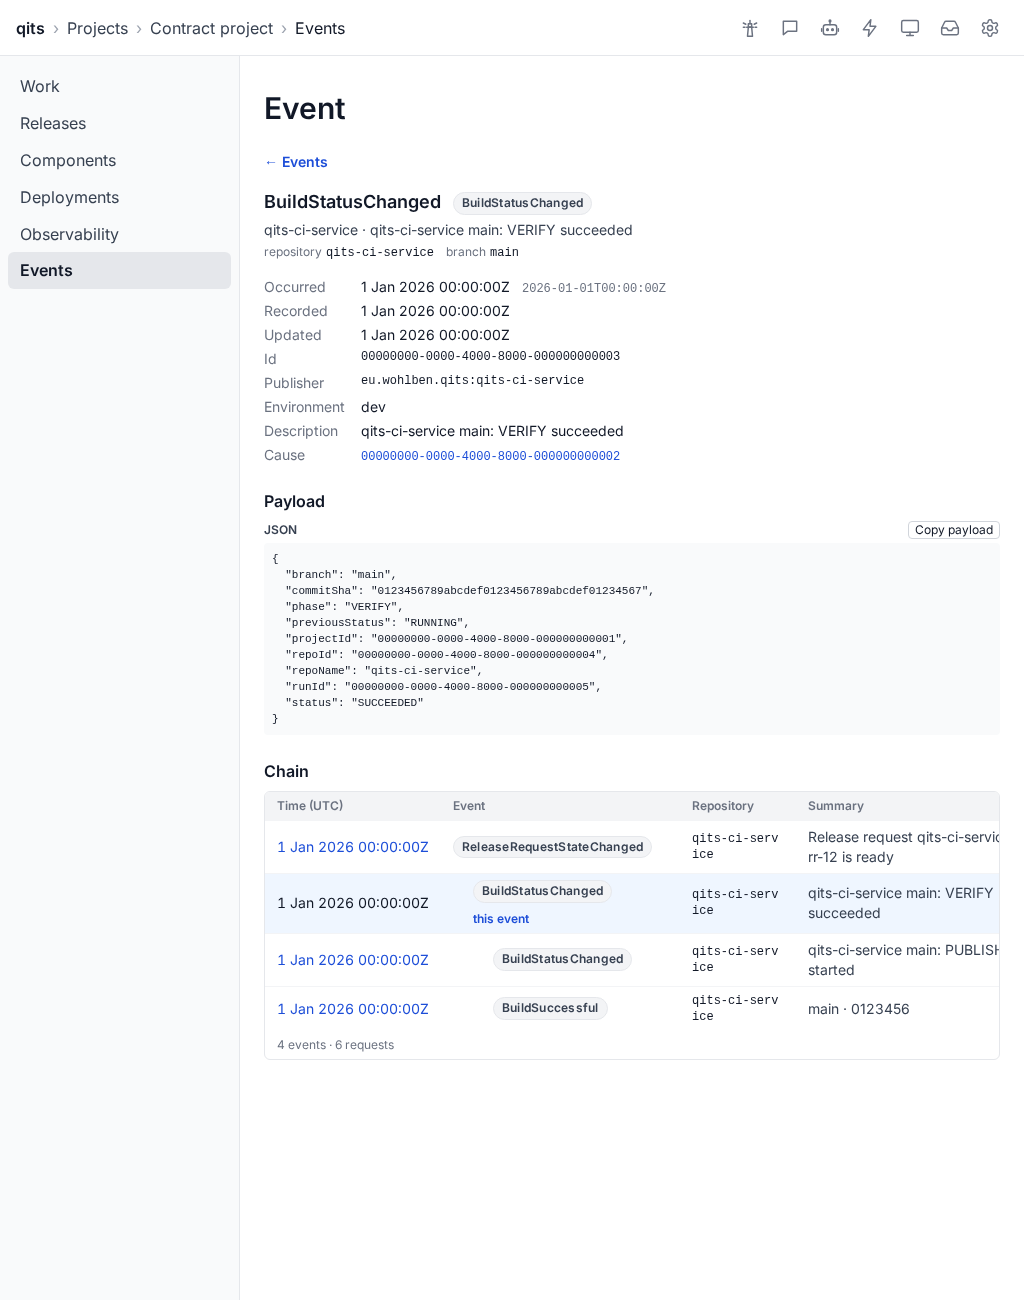 qits › Projects › Contract project › Events
Work
Releases
Components
Deployments
Observability
Events
Event
← Events
BuildStatusChanged BuildStatusChanged
qits-ci-service · qits-ci-service main: VERIFY succeeded
repository qits-ci-service branch main
Occurred 1 Jan 2026 00:00:00Z 2026-01-01T00:00:00Z
Recorded 1 Jan 2026 00:00:00Z
Updated 1 Jan 2026 00:00:00Z
Id 00000000-0000-4000-8000-000000000003
Publisher eu.wohlben.qits:qits-ci-service
Environment dev
Description qits-ci-service main: VERIFY succeeded
Cause 00000000-0000-4000-8000-000000000002
Payload
JSON Copy payload
{
"branch": "main",
"commitSha": "0123456789abcdef0123456789abcdef01234567",
"phase": "VERIFY",
"previousStatus": "RUNNING",
"projectId": "00000000-0000-4000-8000-000000000001",
"repoId": "00000000-0000-4000-8000-000000000004",
"repoName": "qits-ci-service",
"runId": "00000000-0000-4000-8000-000000000005",
"status": "SUCCEEDED"
}
Chain
Time (UTC) Event Repository Summary
1 Jan 2026 00:00:00Z ReleaseRequestStateChanged qits-ci-serv
ice
Release request qits-ci-servic
rr-12 is ready
1 Jan 2026 00:00:00Z BuildStatusChanged
this event
qits-ci-serv
ice
qits-ci-service main: VERIFY
succeeded
1 Jan 2026 00:00:00Z BuildStatusChanged qits-ci-serv
ice
qits-ci-service main: PUBLISH
started
1 Jan 2026 00:00:00Z BuildSuccessful qits-ci-serv
ice
main · 0123456
4 events · 6 requests